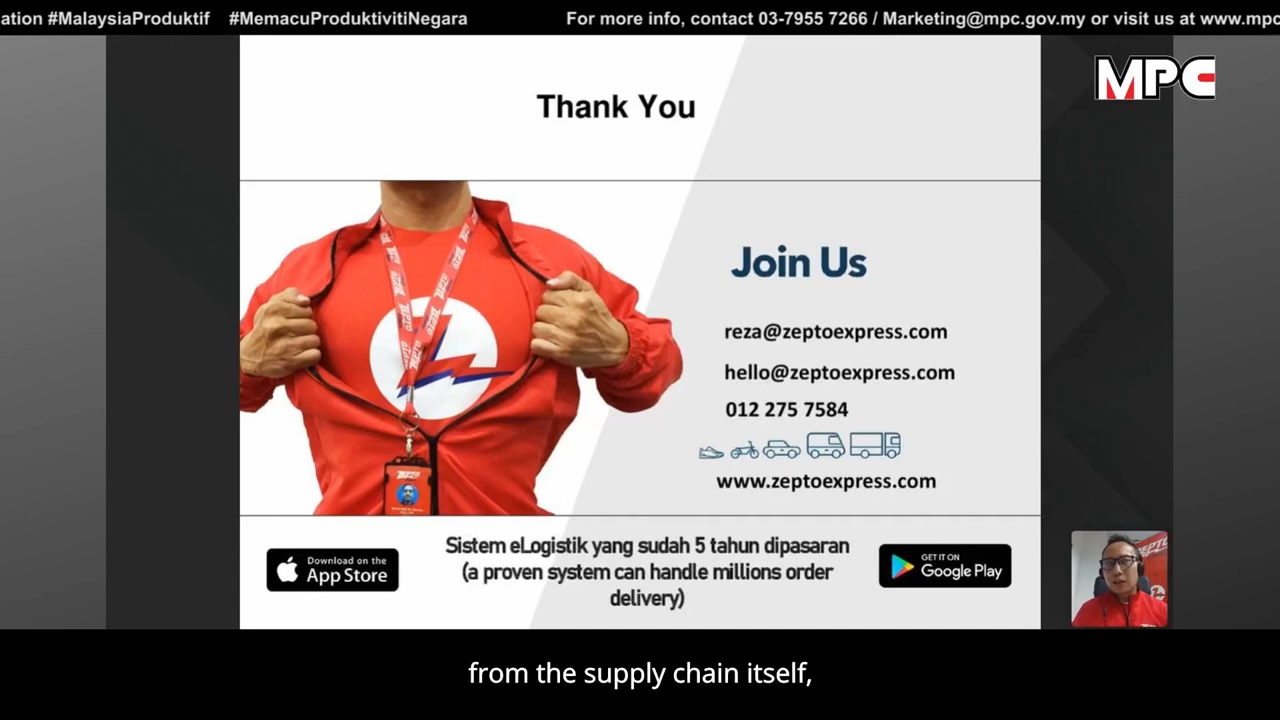 ation #MalaysiaProduktif #MemacuProduktivitiNegara For more info, contact 03-7955 7266 / Marketing@mpc.gov.my or visit us at www.mpc
MPC
Thank You
Join Us
reza@zeptoexpress.com
hello@zeptoexpress.com
012 275 7584
www.zeptoexpress.com
Download on the
App Store
Sistem eLogistik yang sudah 5 tahun dipasaran
(a proven system can handle millions order
delivery)
GET IT ON
Google Play
from the supply chain itself,